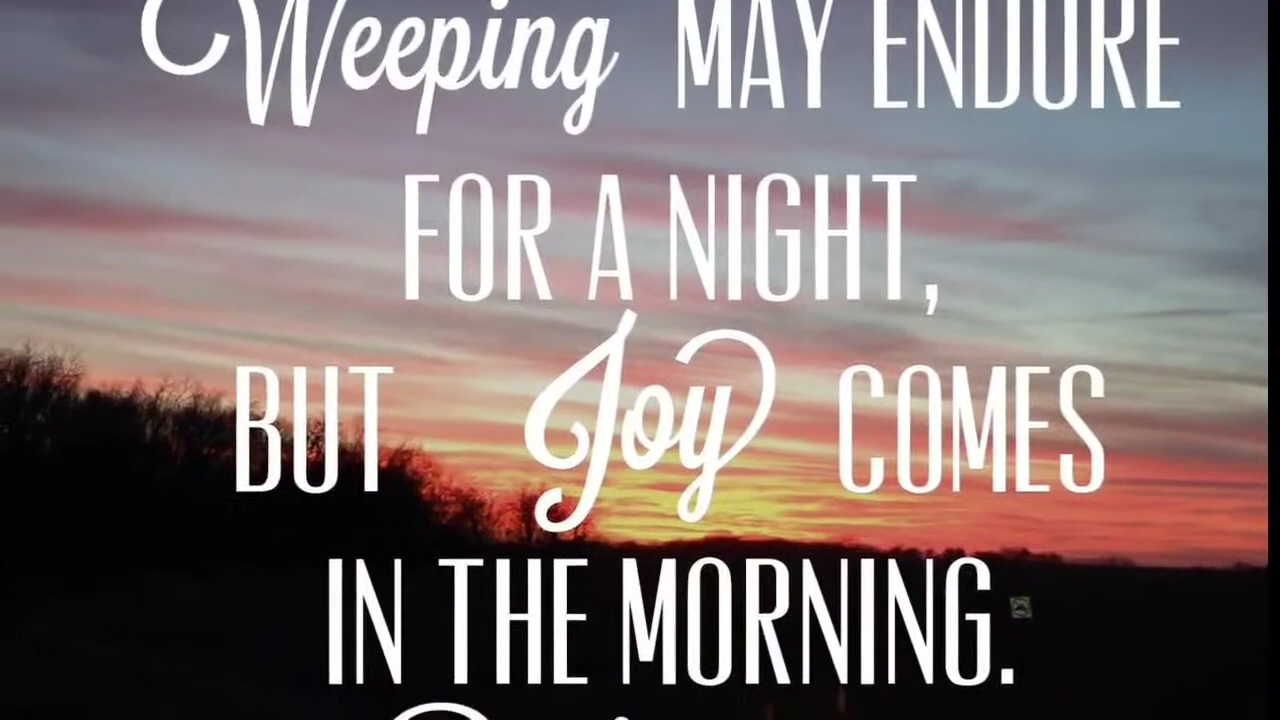 Weeping MAY ENDURE
FOR A NIGHT,
BUT Joy COMES
IN THE MORNING.